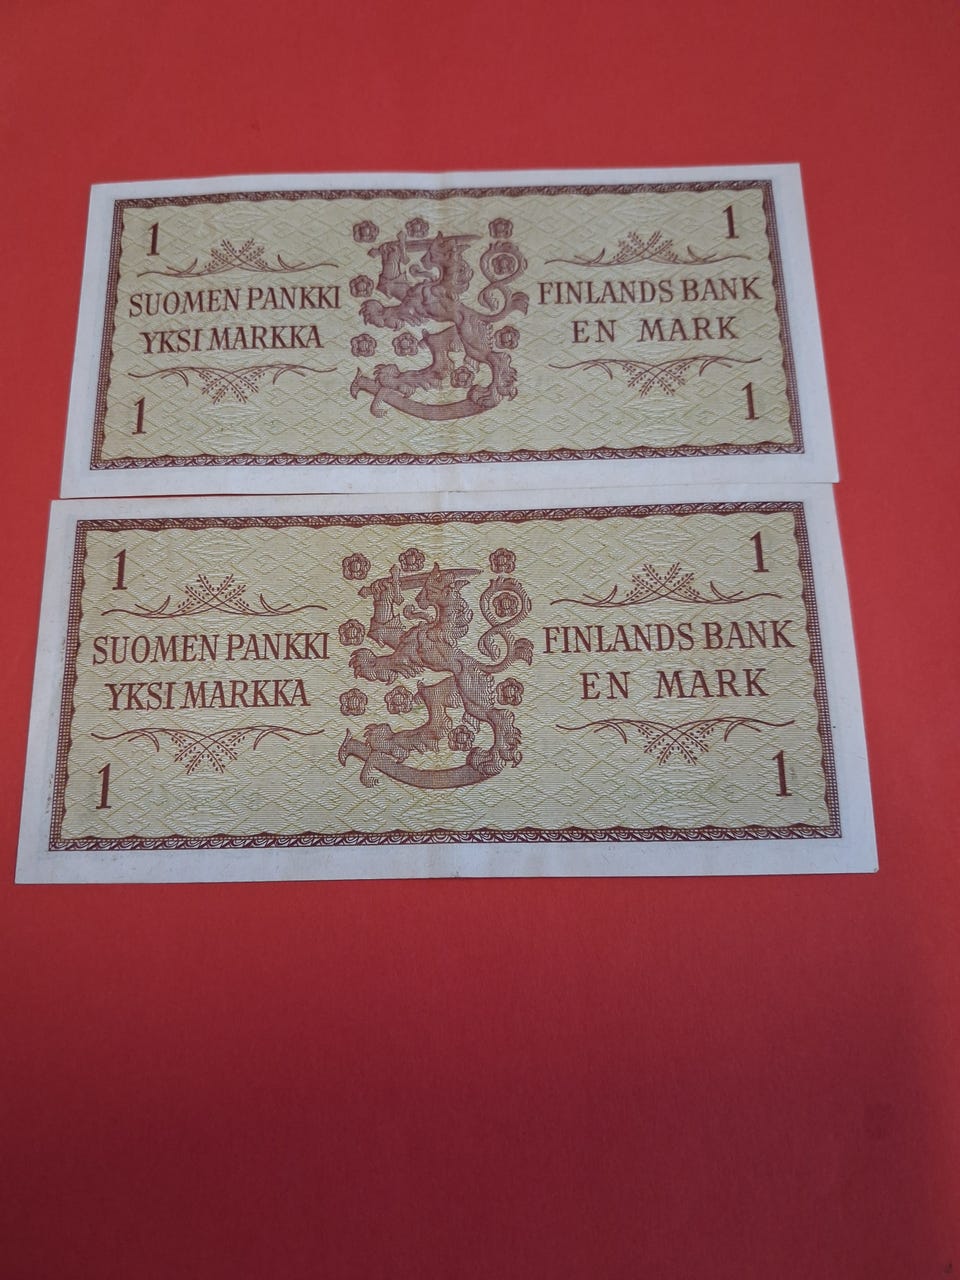 1 1
SUOMEN PANKKI FINLANDS BANK
YKSI MARKKA EN MARK
1 1
1 1
SUOMEN PANKKI FINLANDS BANK
YKSI MARKKA EN MARK
1 1